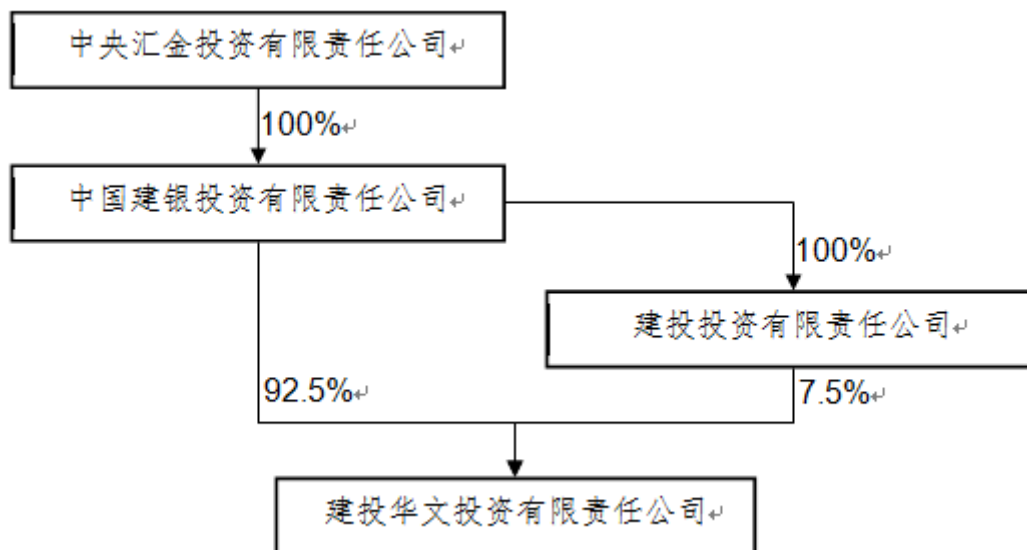 中央汇金投资有限责任公司
100%
中国建银投资有限责任公司
100%
建投投资有限责任公司
92.5%
7.5%
建投华文投资有限责任公司